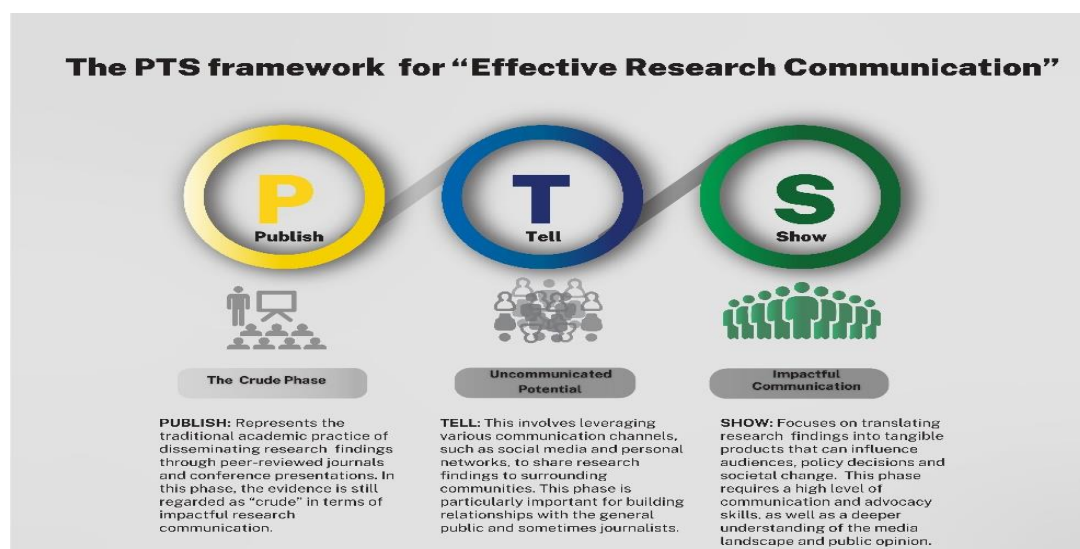 The PTS framework for “Effective Research Communication”
P
Publish
T
Tell
S
Show
The Crude Phase
Uncommunicated
Potential
Impactful
Communication
PUBLISH: Represents the
traditional academic practice of
disseminating research findings
through peer-reviewed journals
and conference presentations. In
this phase, the evidence is still
regarded as “crude” in terms of
impactful research
communication.
TELL: This involves leveraging
various communication channels,
such as social media and personal
networks, to share research
findings to surrounding
communities. This phase is
particularly important for building
relationships with the general
public and sometimes journalists.
SHOW: Focuses on translating
research findings into tangible
products that can influence
audiences, policy decisions and
societal change. This phase
requires a high level of
communication and advocacy
skills, as well as a deeper
understanding of the media
landscape and public opinion.